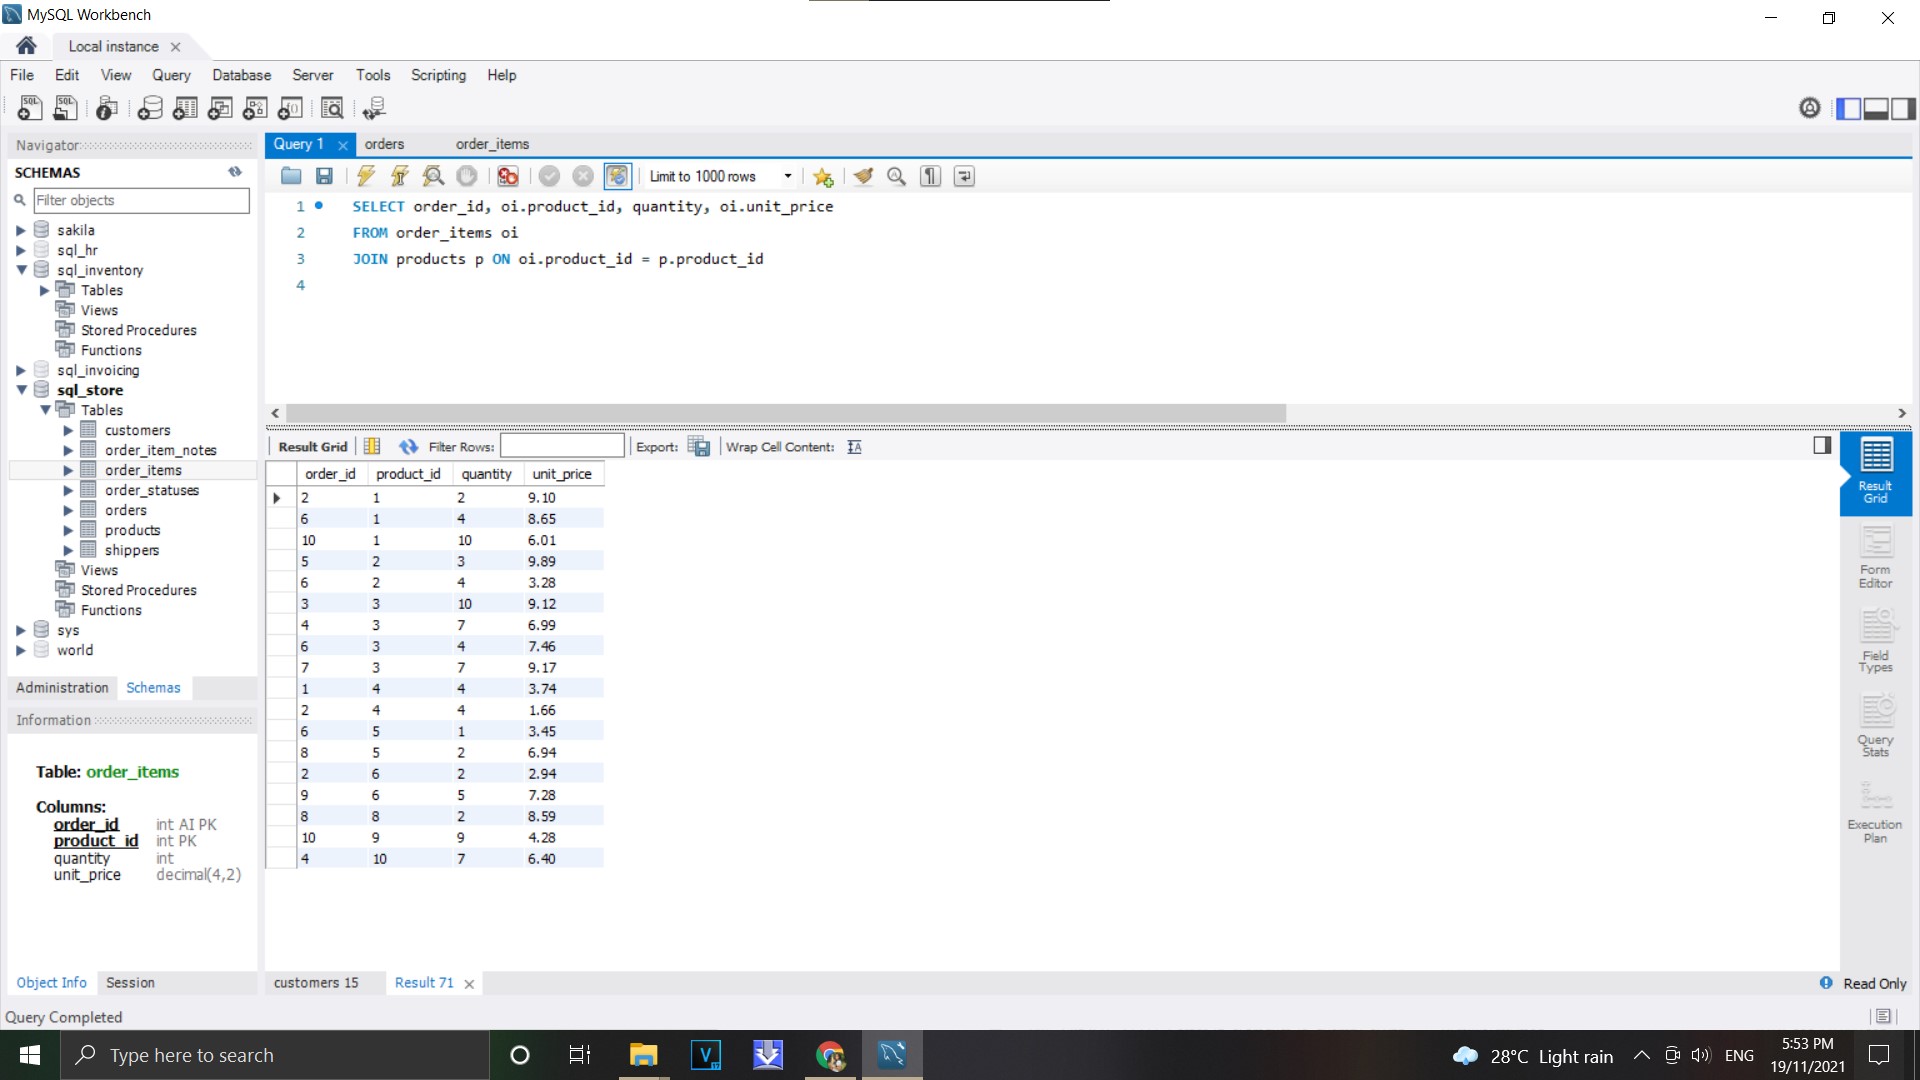 MySQL Workbench
Local instance
File Edit View Query Database Server Tools Scripting Help
Navigator
SCHEMAS
Filter objects
sakila
sql_hr
sql_inventory
Tables
Views
Stored Procedures
Functions
sql_invoicing
sql_store
Tables
customers
order_item_notes
order_items
order_statuses
orders
products
shippers
Views
Stored Procedures
Functions
sys
world
Administration Schemas
Information
Table: order_items
Columns:
order_id int AI PK
product_id int PK
quantity int
unit_price decimal(4,2)
Object Info Session
Query 1 orders order_items
Limit to 1000 rows
1 SELECT order_id, oi.product_id, quantity, oi.unit_price
2 FROM order_items oi
3 JOIN products p ON oi.product_id = p.product_id
4
Result Grid Filter Rows: Export: Wrap Cell Content:
order_id product_id quantity unit_price
2 1 2 9.10
6 1 4 8.65
10 1 10 6.01
5 2 3 9.89
6 2 4 3.28
3 3 10 9.12
4 3 7 6.99
6 3 4 7.46
7 3 7 9.17
1 4 4 3.74
2 4 4 1.66
6 5 1 3.45
8 5 2 6.94
2 6 2 2.94
9 6 5 7.28
8 8 2 8.59
10 9 9 4.28
4 10 7 6.40
Result
Grid
Form
Editor
Field
Types
Query
Stats
Execution
Plan
customers 15 Result 71
Read Only
Query Completed
Type here to search
28°C Light rain
ENG
5:53 PM
19/11/2021